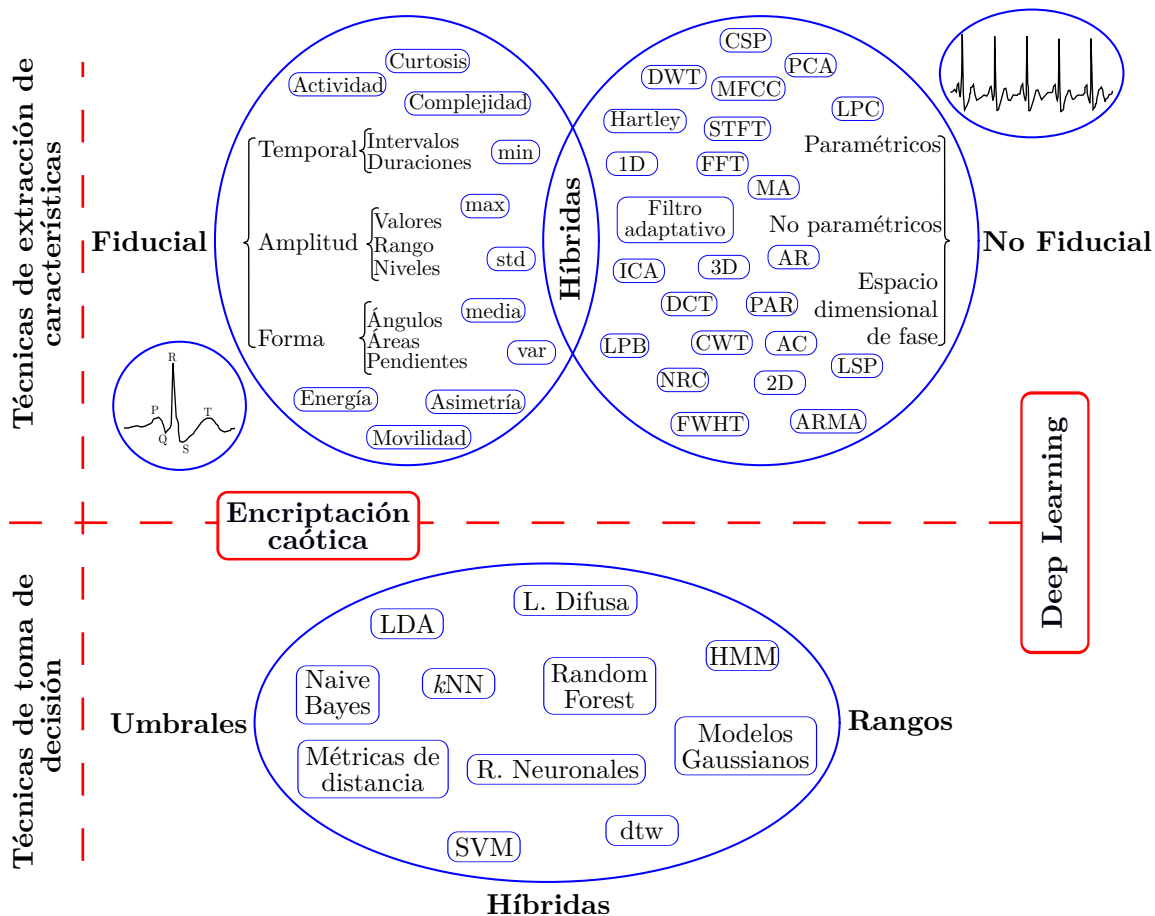 Técnicas de extracción de
características
Fiducial
Curtosis
Actividad
Complejidad
Temporal
Intervalos
Duraciones
min
max
Amplitud
Valores
Rango
Niveles
std
media
Forma
Ángulos
Áreas
Pendientes
var
Energía
Asimetría
Movilidad
P
Q
R
S
T
Híbridas
CSP
PCA
DWT
MFCC
LPC
Hartley
STFT
Paramétricos
1D
FFT
MA
Filtro
adaptativo
No paramétricos
No Fiducial
AR
ICA
3D
Espacio
dimensional
de fase
DCT
PAR
LPB
CWT
AC
LSP
NRC
2D
FWHT
ARMA
Encriptación
caótica
Deep Learning
Técnicas de toma de
decisión
Umbrales
L. Difusa
LDA
HMM
Naive
Bayes
kNN
Random
Forest
Rangos
Modelos
Gaussianos
Métricas de
distancia
R. Neuronales
dtw
SVM
Híbridas